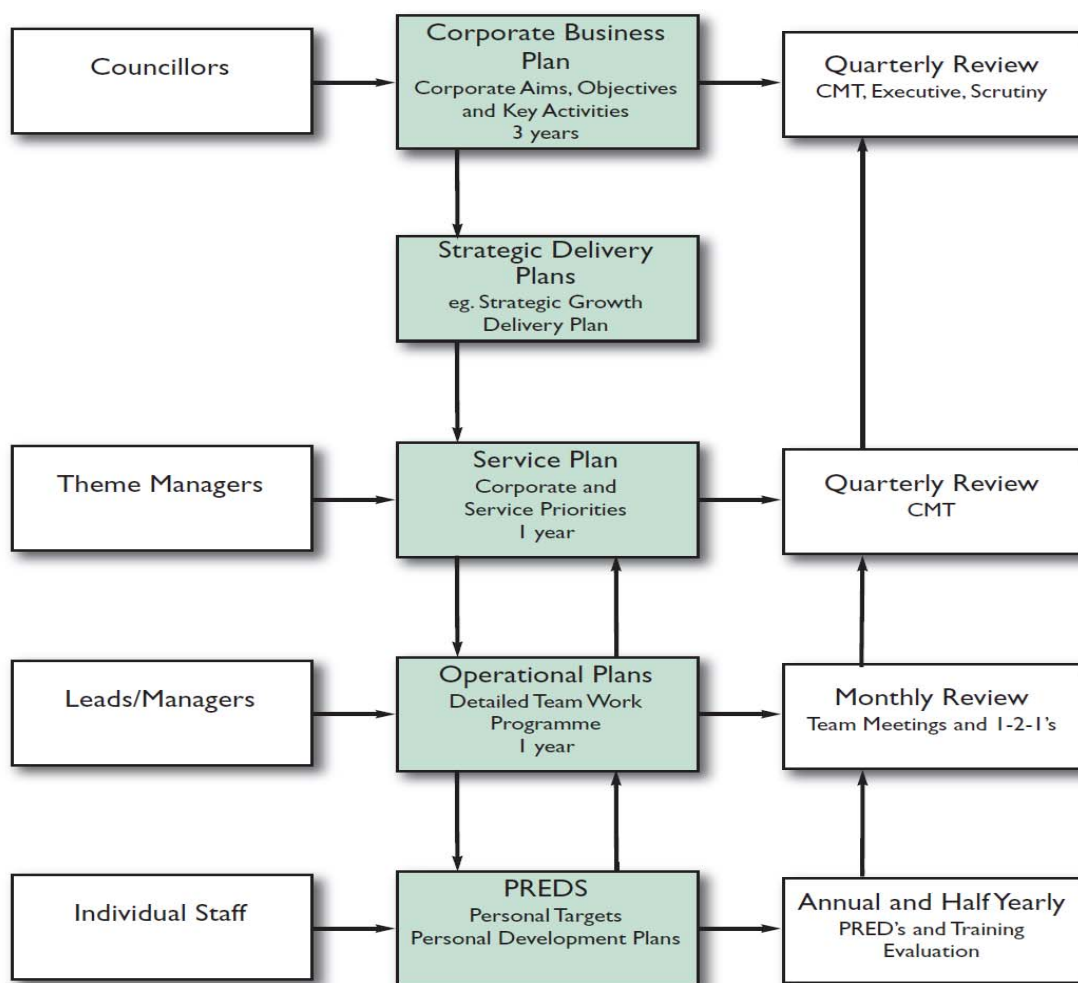 Councillors
Corporate Business
Plan
Corporate Aims, Objectives
and Key Activities
3 years
Quarterly Review
CMT, Executive, Scrutiny
Strategic Delivery
Plans
eg. Strategic Growth
Delivery Plan
Theme Managers
Service Plan
Corporate and
Service Priorities
1 year
Quarterly Review
CMT
Leads/Managers
Operational Plans
Detailed Team Work
Programme
1 year
Monthly Review
Team Meetings and 1-2-1's
Individual Staff
PREDS
Personal Targets
Personal Development Plans
Annual and Half Yearly
PRED's and Training
Evaluation